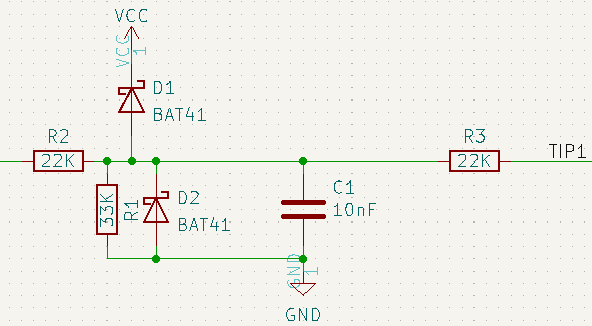 VCC
VCC
1
D1
BAT41
R2
22K
R3
22K
TIP1
33K
R1
D2
BAT41
C1
10nF
GND
1
GND